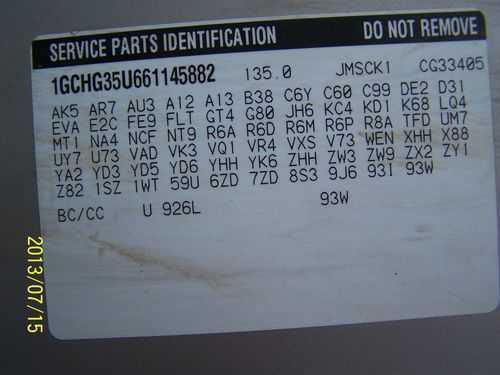 SERVICE PARTS IDENTIFICATION DO NOT REMOVE
1GCHG35U661145882 135.0 JMSCK1 CG33405
AK5 AR7 AU3 A12 A13 B38 C6Y C60 C99 DE2 D31
EVA E2C FE9 FLT GT4 G80 JH6 KC4 KD1 K68 LQ4
MT1 NA4 NCF NT9 R6A R6D R6M R6P R8A TFD UM7
UY7 U73 VAD VK3 VQ1 VR4 VXS V73 WEN XHH X88
YA2 YD3 YD5 YD6 YHH YK6 ZHH ZW3 ZW9 ZX2 ZY1
Z82 1SZ 1WT 59U 6ZD 7ZD 8S3 9J6 93I 93W
BC/CC U 926L 93W
2013/07/15